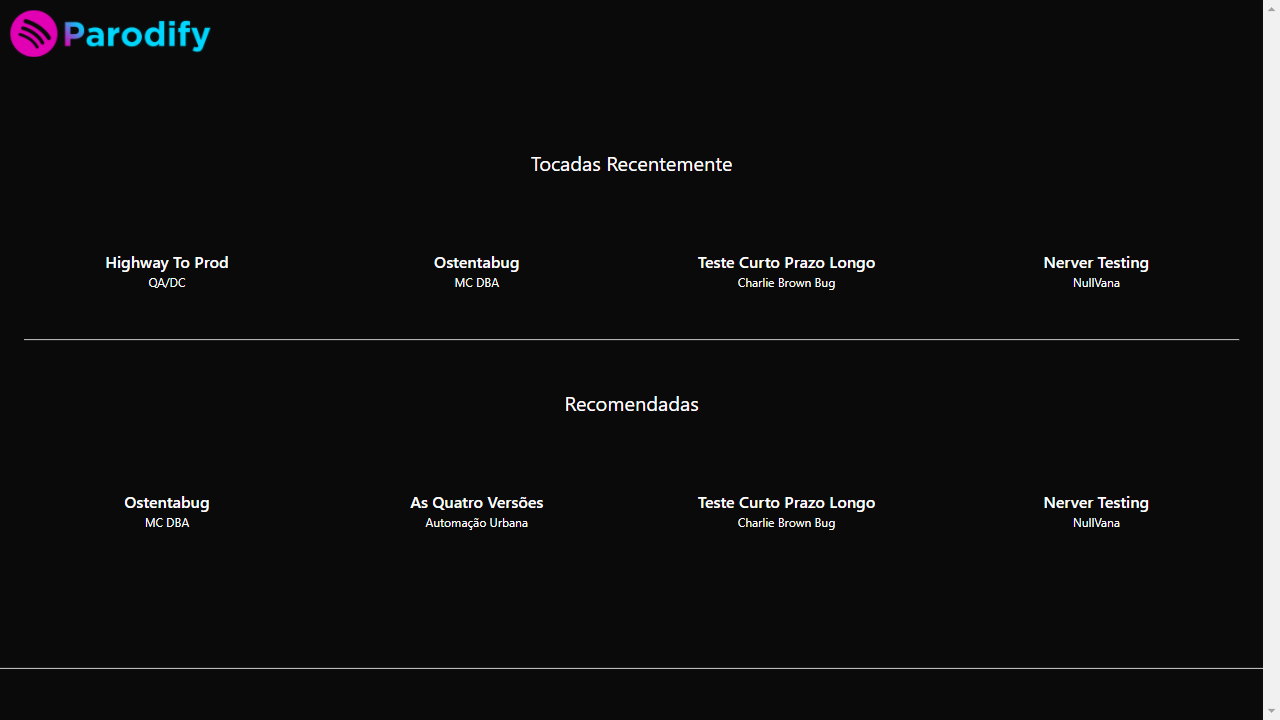 Parodify
Tocadas Recentemente
Highway To Prod
QA/DC
Ostentabug
MC DBA
Teste Curto Prazo Longo
Charlie Brown Bug
Nerver Testing
NullVana
Recomendadas
Ostentabug
MC DBA
As Quatro Versões
Automação Urbana
Teste Curto Prazo Longo
Charlie Brown Bug
Nerver Testing
NullVana